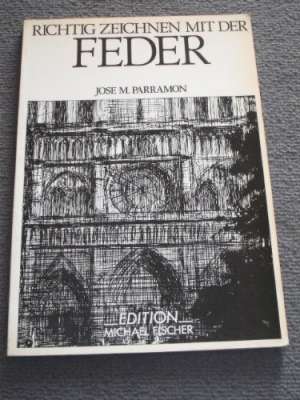 RICHTIG ZEICHNEN MIT DER
FEDER
JOSE M. PARRAMON
EDITION
MICHAEL FISCHER